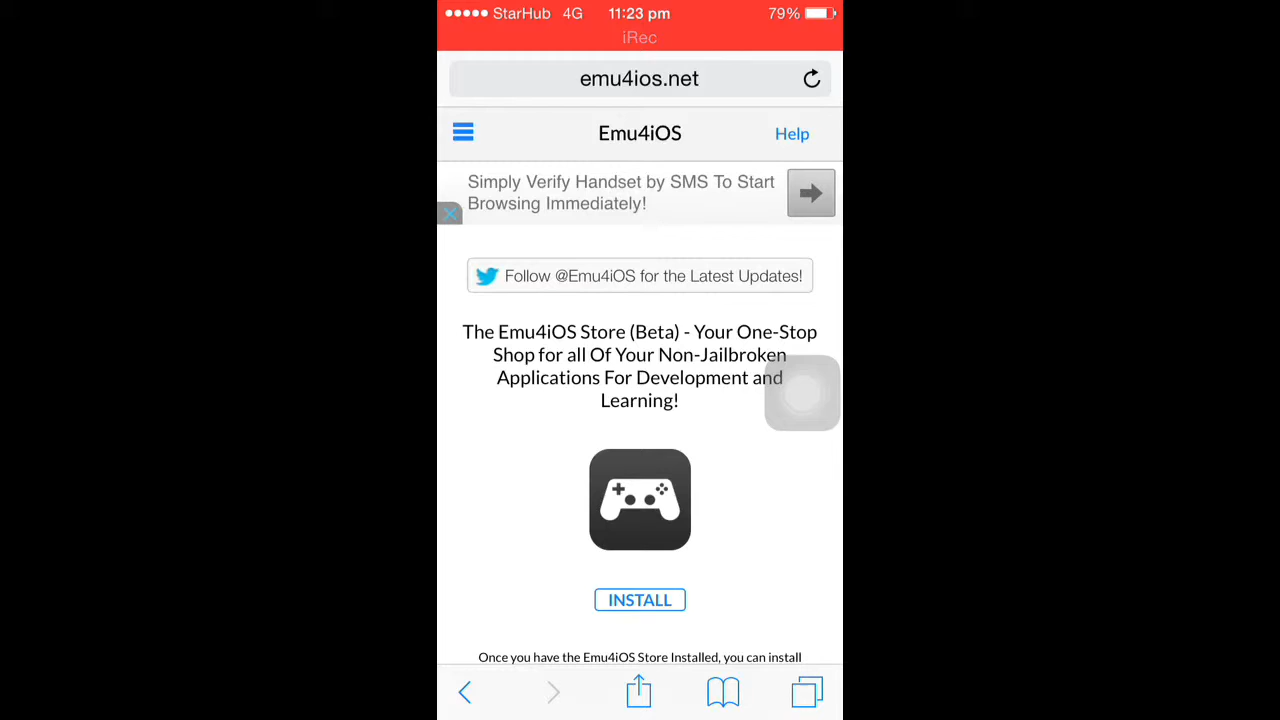 StarHub 4G 11:23 pm 79%
iRec
emu4ios.net
Emu4iOS Help
Simply Verify Handset by SMS To Start
Browsing Immediately!
Follow @Emu4iOS for the Latest Updates!
The Emu4iOS Store (Beta) - Your One-Stop
Shop for all Of Your Non-Jailbroken
Applications For Development and
Learning!
INSTALL
Once you have the Emu4iOS Store Installed, you can install